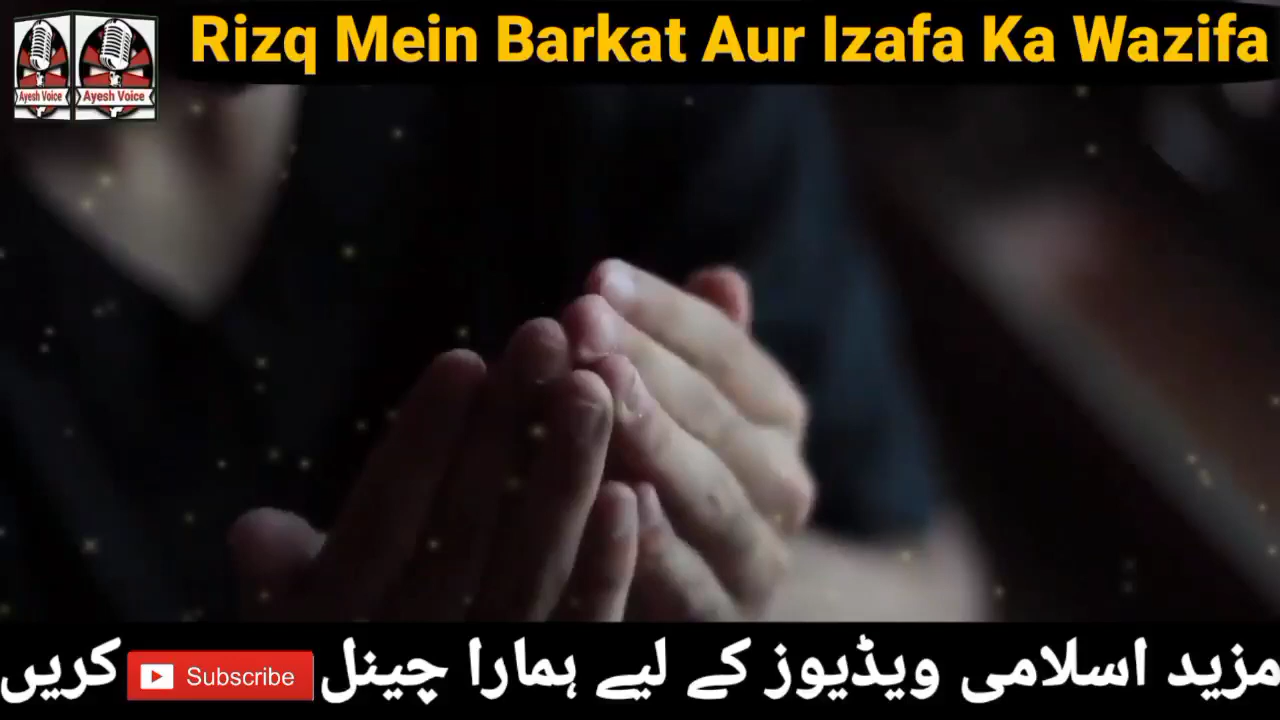 Rizq Mein Barkat Aur Izafa Ka Wazifa
Ayesh Voice
Ayesh Voice
مزید اسلامی ویڈیوز کے لیے ہمارا چینل Subscribe کریں